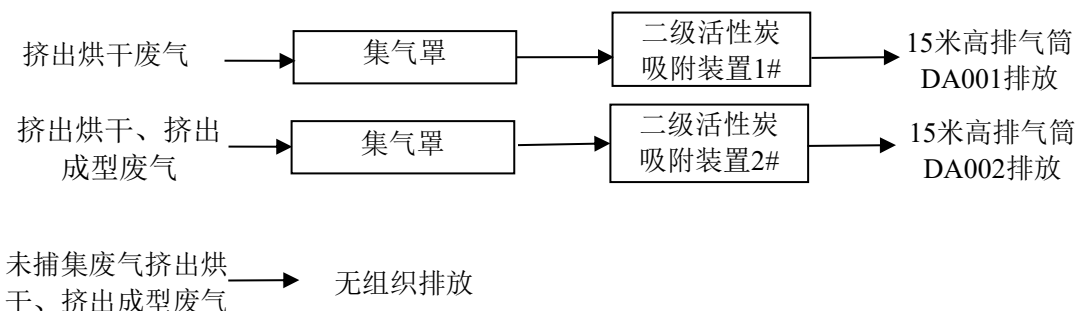 挤出烘干废气
集气罩
二级活性炭
吸附装置1#
15米高排气筒
DA001排放
挤出烘干、挤出
成型废气
集气罩
二级活性炭
吸附装置2#
15米高排气筒
DA002排放
未捕集废气挤出烘
干、挤出成型废气
无组织排放